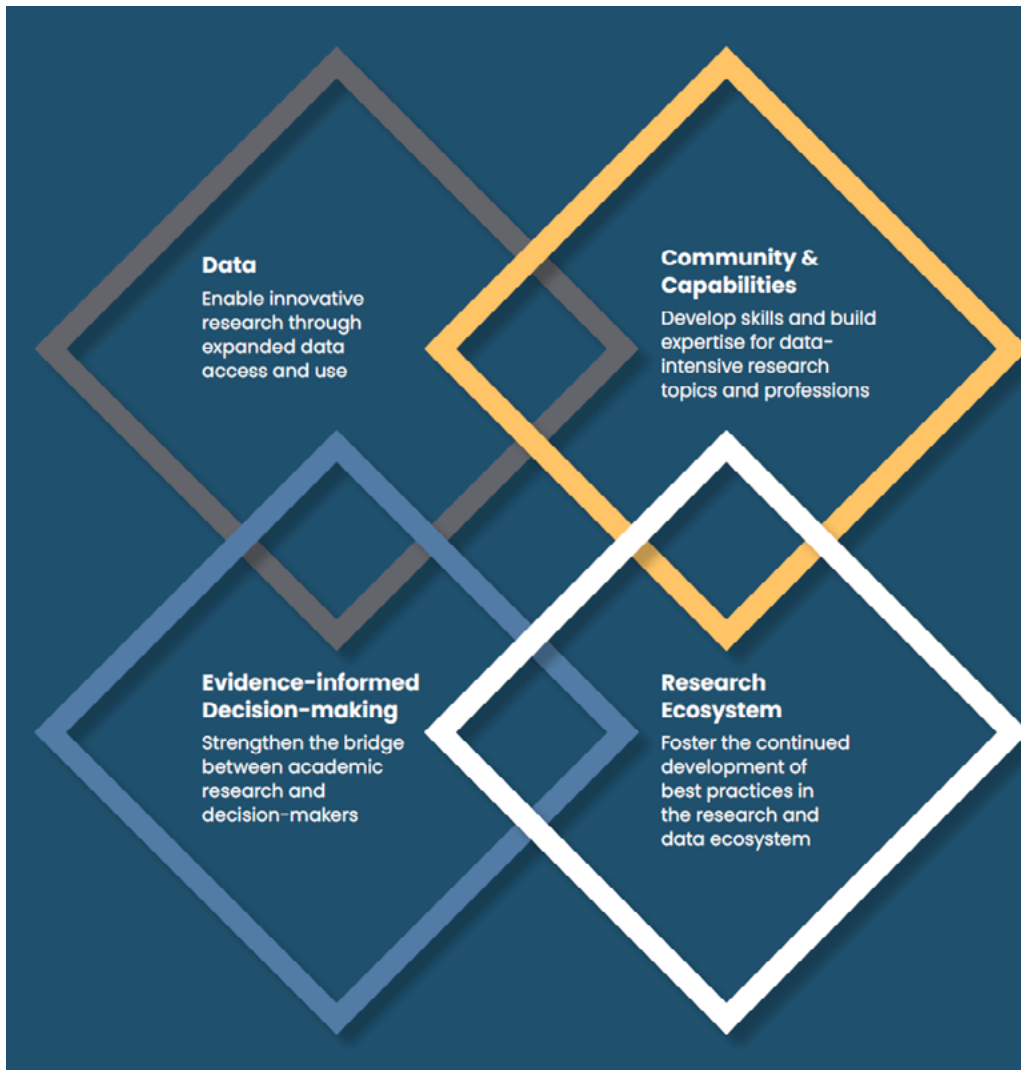 Data
Enable innovative
research through
expanded data
access and use
Community &
Capabilities
Develop skills and build
expertise for data-
intensive research
topics and professions
Evidence-informed
Decision-making
Strengthen the bridge
between academic
research and
decision-makers
Research
Ecosystem
Foster the continued
development of
best practices in
the research and
data ecosystem